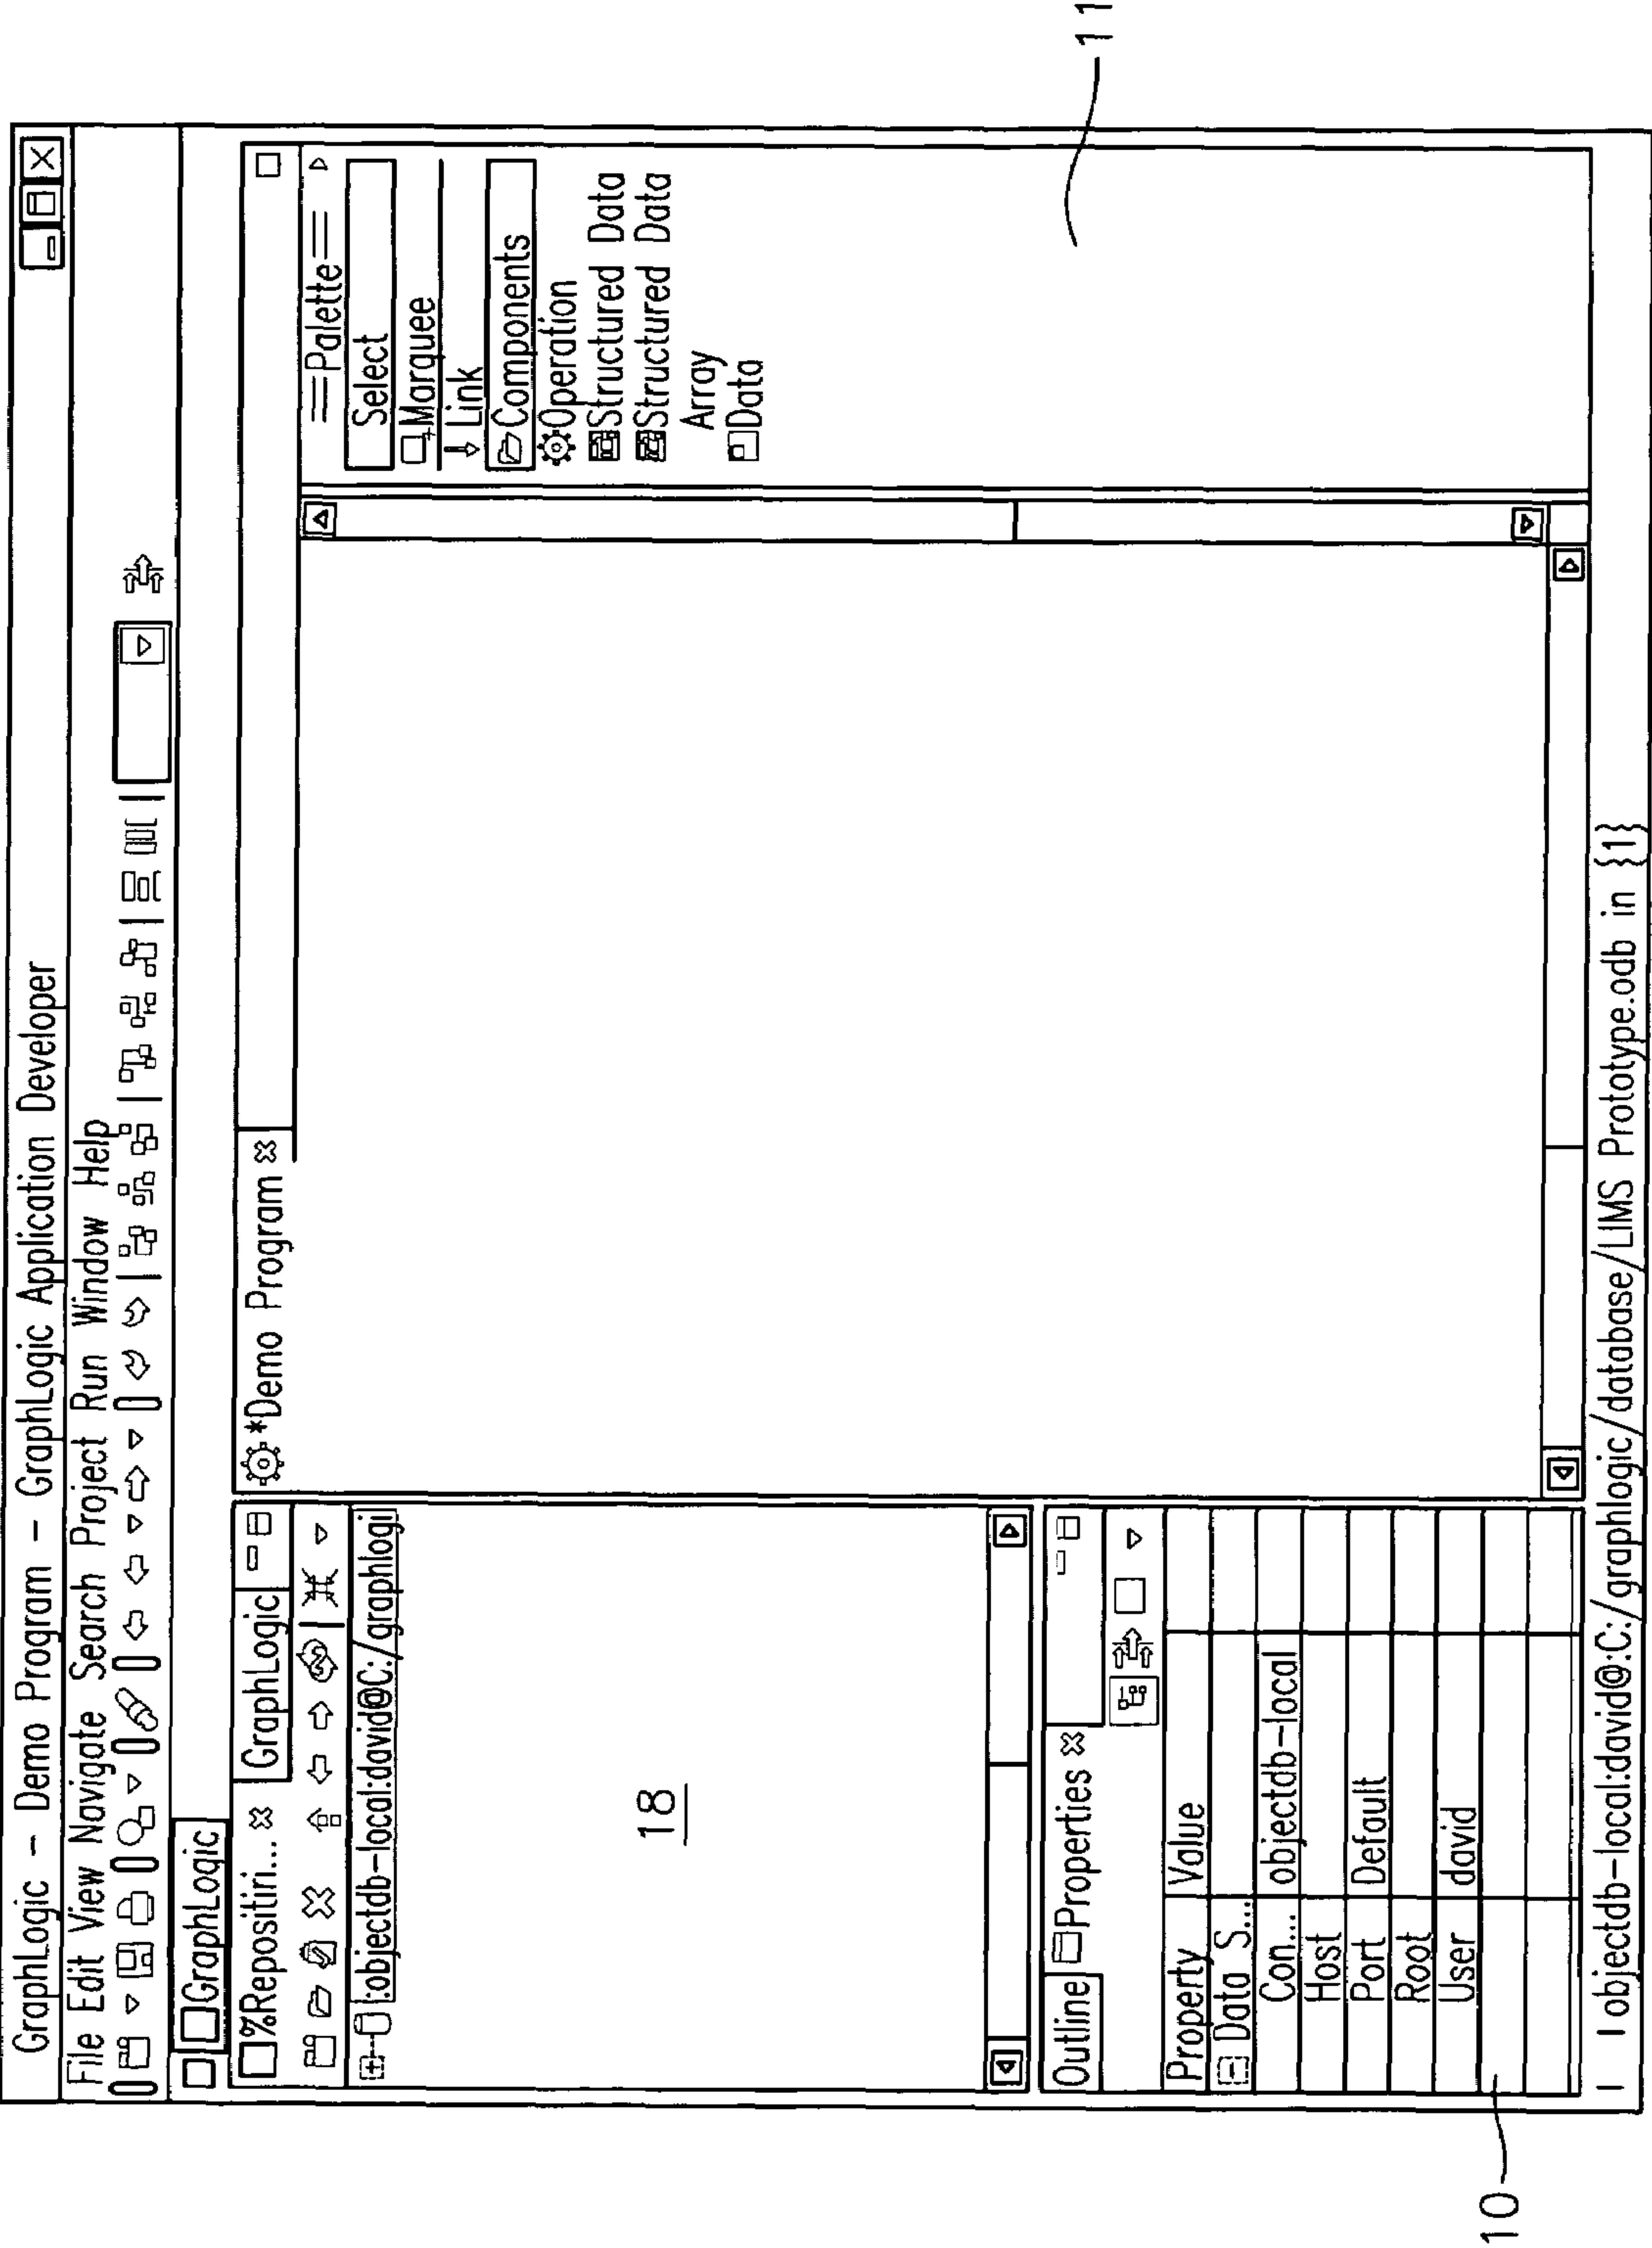 GraphLogic - Demo Program - GraphLogic Application Developer
File Edit View Navigate Search Project Run Window Help
GraphLogic
%Repositiri... GraphLogic
:objectdb-local:david@C:/graphlogi
18
Outline Properties
Property Value
Data S...
Con... objectdb-local
Host
Port Default
Root
User david
10
*Demo Program
Palette
Select
Marquee
Link
Components
Operation
Structured Data
Structured Data
Array
Data
11
objectdb-local:david@:C:/graphlogic/database/LIMS Prototype.odb in {1}